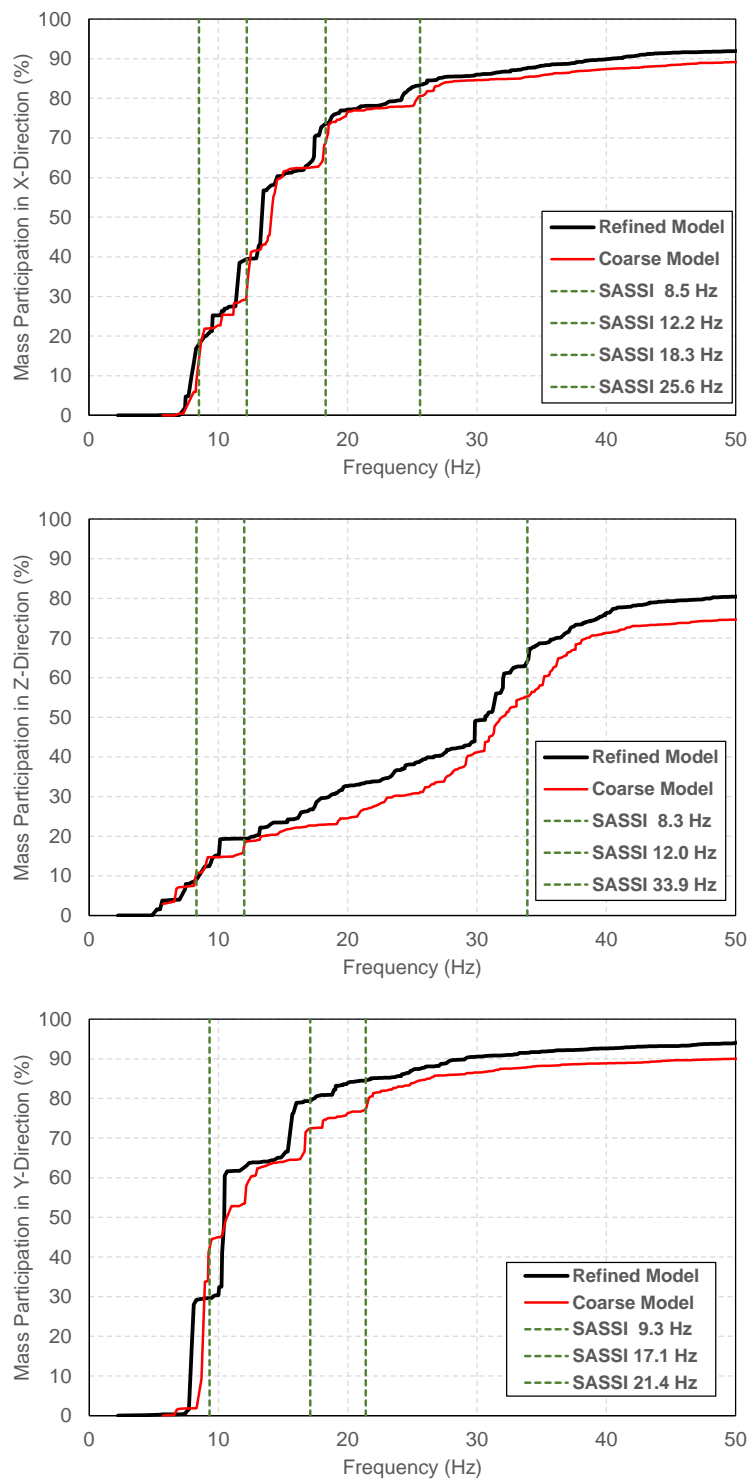 Mass Participation in X-Direction (%)
100
90
80
70
60
50
40
30
20
10
0
Refined Model
Coarse Model
SASSI 8.5 Hz
SASSI 12.2 Hz
SASSI 18.3 Hz
SASSI 25.6 Hz
0 10 20 30 40 50
Frequency (Hz)
Mass Participation in Z-Direction (%)
100
90
80
70
60
50
40
30
20
10
0
Refined Model
Coarse Model
SASSI 8.3 Hz
SASSI 12.0 Hz
SASSI 33.9 Hz
0 10 20 30 40 50
Frequency (Hz)
Mass Participation in Y-Direction (%)
100
90
80
70
60
50
40
30
20
10
0
Refined Model
Coarse Model
SASSI 9.3 Hz
SASSI 17.1 Hz
SASSI 21.4 Hz
0 10 20 30 40 50
Frequency (Hz)